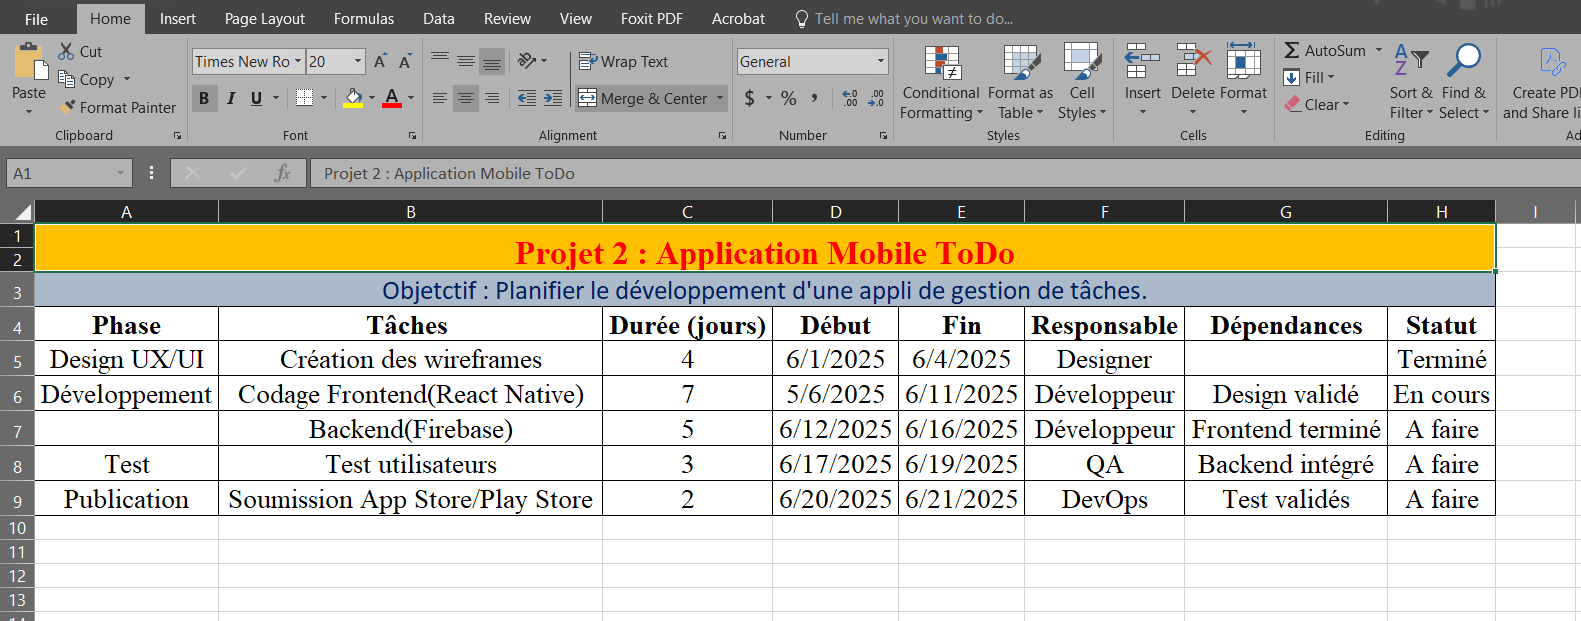 File Home Insert Page Layout Formulas Data Review View Foxit PDF Acrobat Tell me what you want to do...
Paste Cut Copy Format Painter
Clipboard
Times New Ro 20 A A
B I U A
Font
Wrap Text
Merge & Center
Alignment
General
$ % , .00 .0
Number
Conditional Formatting Format as Table Cell Styles
Styles
Insert Delete Format
Cells
AutoSum Fill Clear Sort & Filter Find & Select
Editing
Create PDF
and Share li
Ad
A1 fx Projet 2 : Application Mobile ToDo
A B C D E F G H I
1
2 Projet 2 : Application Mobile ToDo
3 Objetctif : Planifier le développement d'une appli de gestion de tâches.
4 Phase Tâches Durée (jours) Début Fin Responsable Dépendances Statut
5 Design UX/UI Création des wireframes 4 6/1/2025 6/4/2025 Designer Terminé
6 Développement Codage Frontend(React Native) 7 5/6/2025 6/11/2025 Développeur Design validé En cours
7 Backend(Firebase) 5 6/12/2025 6/16/2025 Développeur Frontend terminé A faire
8 Test Test utilisateurs 3 6/17/2025 6/19/2025 QA Backend intégré A faire
9 Publication Soumission App Store/Play Store 2 6/20/2025 6/21/2025 DevOps Test validés A faire
10
11
12
13